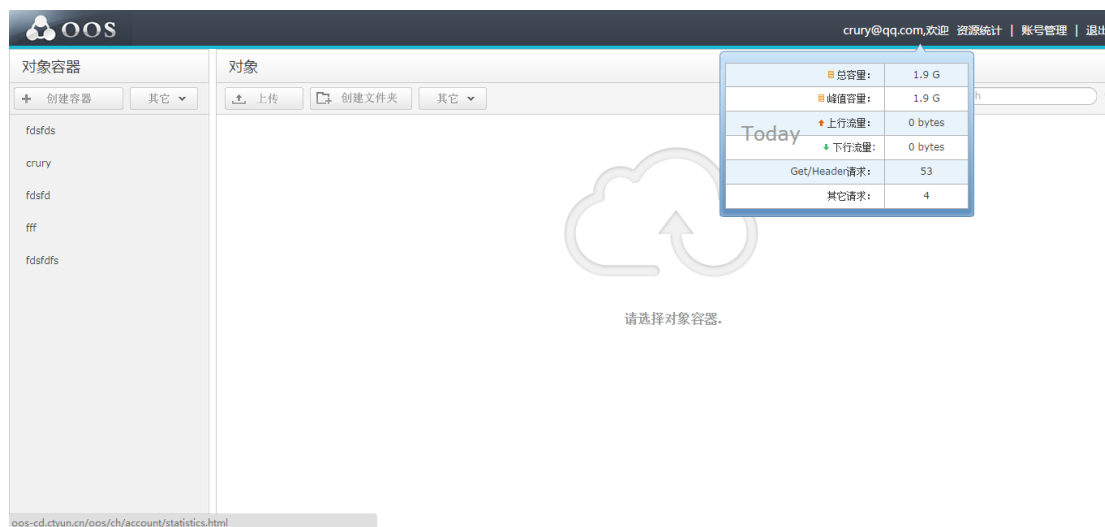 OOS
crury@qq.com,欢迎 资源统计 | 账号管理 | 退出
对象容器
对象
创建容器 其它
上传 创建文件夹 其它
fdsfds
crury
fdsfd
fff
fdsfdfs
Today
总容量: 1.9 G
峰值容量: 1.9 G
上行流量: 0 bytes
下行流量: 0 bytes
Get/Header请求: 53
其它请求: 4
请选择对象容器.
oos-cd.ctyun.cn/oos/ch/account/statistics.html